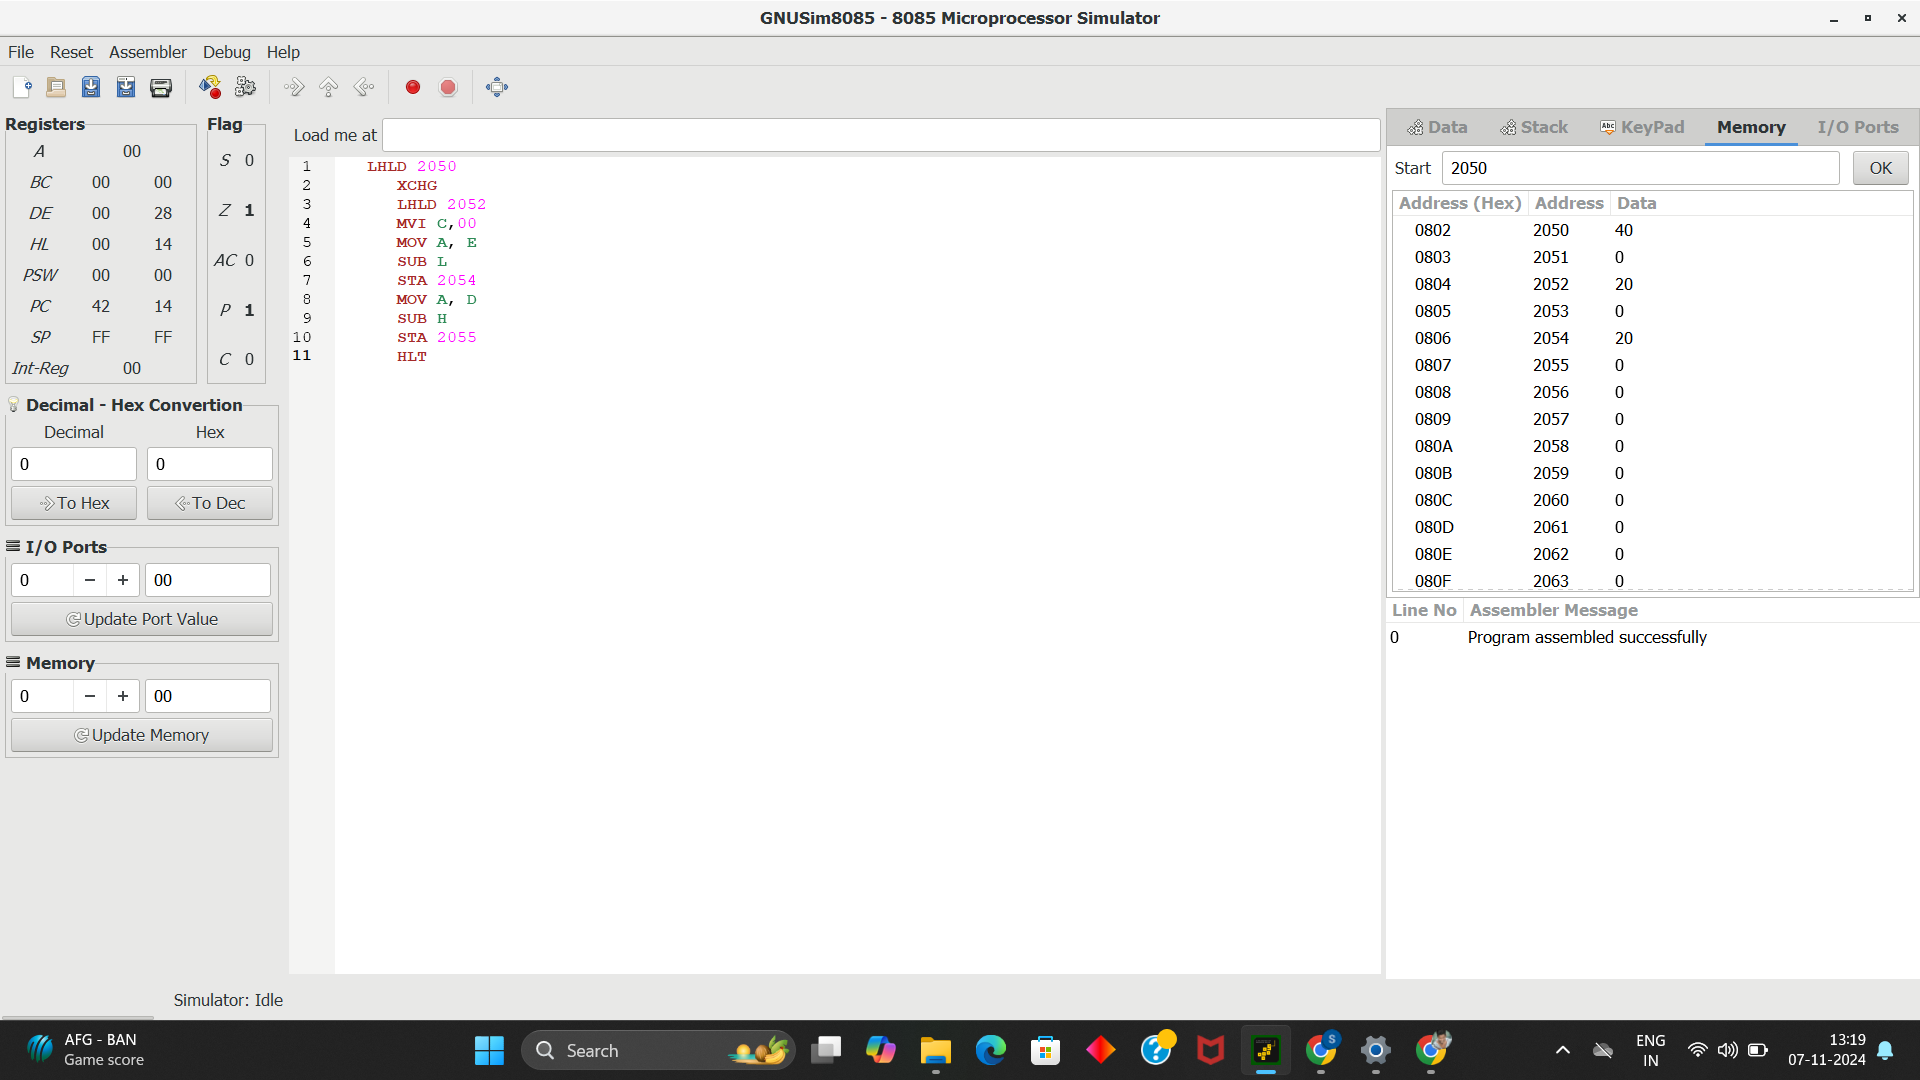 GNUSim8085 - 8085 Microprocessor Simulator
File Reset Assembler Debug Help
Registers
A 00
BC 00 00
DE 00 28
HL 00 14
PSW 00 00
PC 42 14
SP FF FF
Int-Reg 00
Flag
S 0
Z 1
AC 0
P 1
C 0
Decimal - Hex Convertion
Decimal Hex
0 0
To Hex To Dec
I/O Ports
0 − + 00
Update Port Value
Memory
0 − + 00
Update Memory
Load me at
1 LHLD 2050
2 XCHG
3 LHLD 2052
4 MVI C,00
5 MOV A, E
6 SUB L
7 STA 2054
8 MOV A, D
9 SUB H
10 STA 2055
11 HLT
Data Stack Abc KeyPad Memory I/O Ports
Start 2050 OK
Address (Hex) Address Data
0802 2050 40
0803 2051 0
0804 2052 20
0805 2053 0
0806 2054 20
0807 2055 0
0808 2056 0
0809 2057 0
080A 2058 0
080B 2059 0
080C 2060 0
080D 2061 0
080E 2062 0
080F 2063 0
Line No Assembler Message
0 Program assembled successfully
Simulator: Idle
AFG - BAN
Game score
Search
S
ENG
IN
13:19
07-11-2024